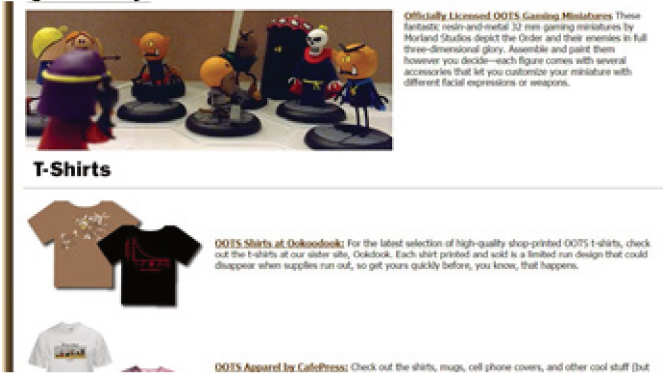 Officially Licensed OOTS Gaming Miniatures These
fantastic resin-and-metal 32 mm gaming miniatures by
Morland Studios depict the Order and their enemies in full
three-dimensional glory. Assemble and paint them
however you decide—each figure comes with several
accessories that let you customize your miniature with
different facial expressions or weapons.
T-Shirts
OOTS Shirts at Ookoodook: For the latest selection of high-quality shop-printed OOTS t-shirts, check
out the t-shirts at our sister site, Ookdook. Each shirt printed and sold is a limited run design that could
disappear when supplies run out, so get yours quickly before, you know, that happens.
OOTS Apparel by CafePress: Check out the shirts, mugs, cell phone covers, and other cool stuff (but